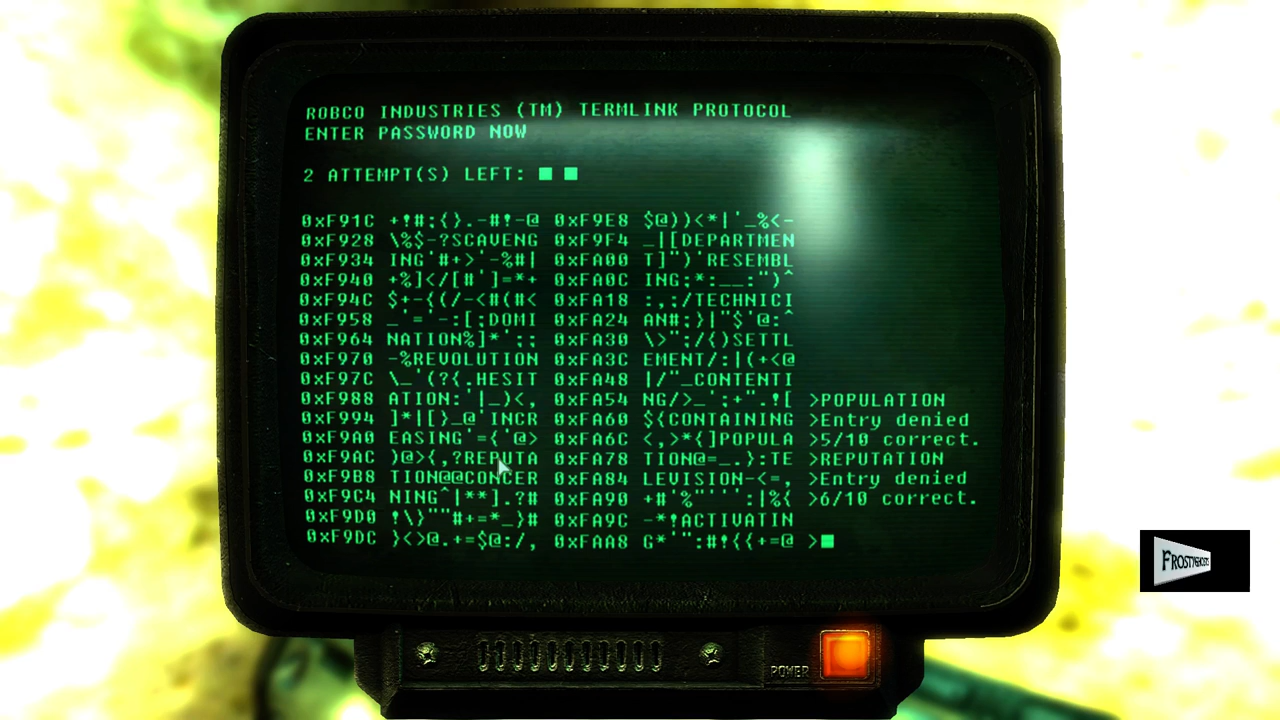 ROBCO INDUSTRIES (TM) TERMLINK PROTOCOL
ENTER PASSWORD NOW
2 ATTEMPT(S) LEFT: ■ ■
0xF91C +!#;{}.-#!-@ 0xF9E8 $@))<*|'_%<-
0xF928 \%$-?SCAVENG 0xF9F4 _|[DEPARTMEN
0xF934 ING'#+>'-%#| 0xFA00 T]")'RESEMBL
0xF940 +%]</[#']=*+ 0xFA0C ING;*:__:")^
0xF94C $+-{(/-<#(#< 0xFA18 :,;/TECHNICI
0xF958 _'='-:[;DOMI 0xFA24 AN#;}|"$'@:^
0xF964 NATION%]*';; 0xFA30 \>";/{)SETTL
0xF970 -%REVOLUTION 0xFA3C EMENT/:|(+<@
0xF97C \_'(?{.HESIT 0xFA48 |/"_CONTENTI
0xF988 ATION:'|_)<, 0xFA54 NG/>_';+".![ >POPULATION
0xF994 ]*|[}_@'INCR 0xFA60 ${CONTAINING >Entry denied
0xF9A0 EASING'={'@> 0xFA6C <,>*{]POPULA >5/10 correct.
0xF9AC )@>{,?REPUTA 0xFA78 TION@=_.}:TE >REPUTATION
0xF9B8 TION@@CONCER 0xFA84 LEVISION-<=, >Entry denied
0xF9C4 NING^|**].?# 0xFA90 +#'%"''':|%{ >6/10 correct.
0xF9D0 !\}""#+=*_}# 0xFA9C -*!ACTIVATIN
0xF9DC }<>@.+=$@:/, 0xFAA8 G*'":#!{{+=@ >■
POWER